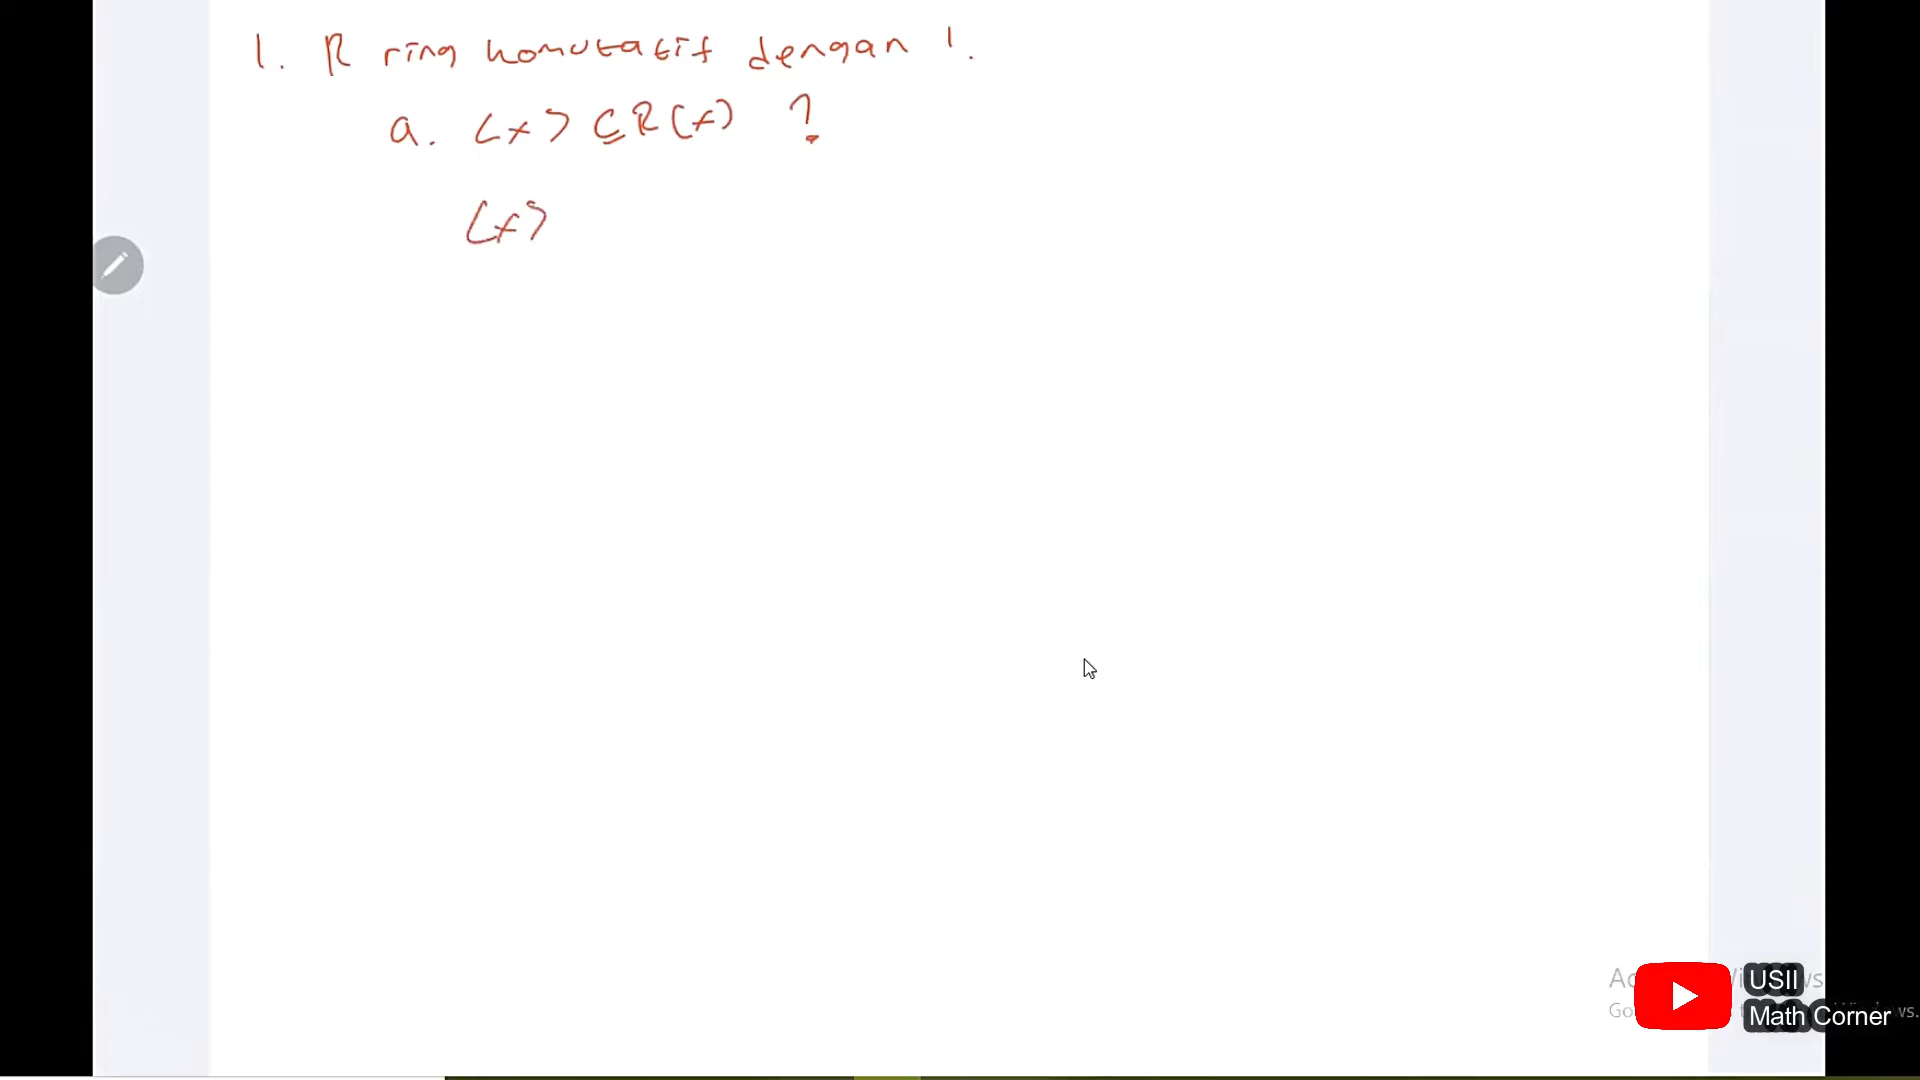 1. R ring komutatif dengan 1.
a. <x> ⊆ R(x) ?
<x>
USII
Math Corner